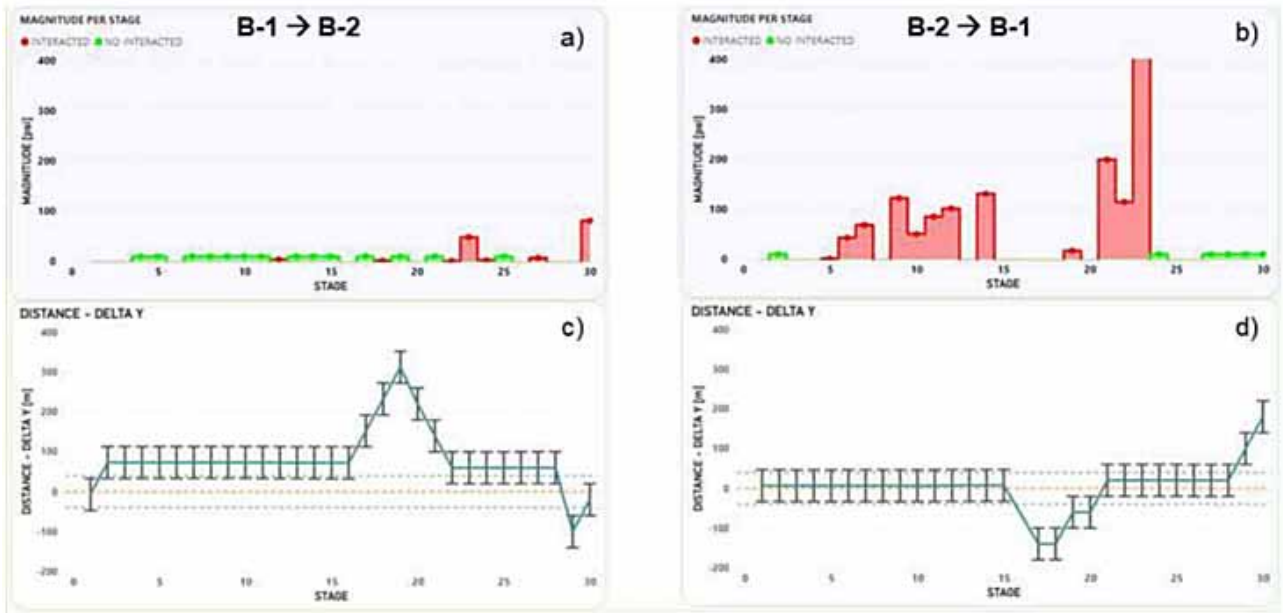 MAGNITUDE PER STAGE
B-1 → B-2
a)
INTERACTED NO INTERACTED
400
300
200
100
0
MAGNITUDE [psi]
0 5 10 15 20 25 30
STAGE
MAGNITUDE PER STAGE
B-2 → B-1
b)
INTERACTED NO INTERACTED
400
300
200
100
0
MAGNITUDE [psi]
0 5 10 15 20 25 30
STAGE
DISTANCE - DELTA Y
c)
400
300
200
100
0
-100
-200
DISTANCE - DELTA Y [m]
0 5 10 15 20 25 30
STAGE
DISTANCE - DELTA Y
d)
400
300
200
100
0
-100
-200
DISTANCE - DELTA Y [m]
0 5 10 15 20 25 30
STAGE